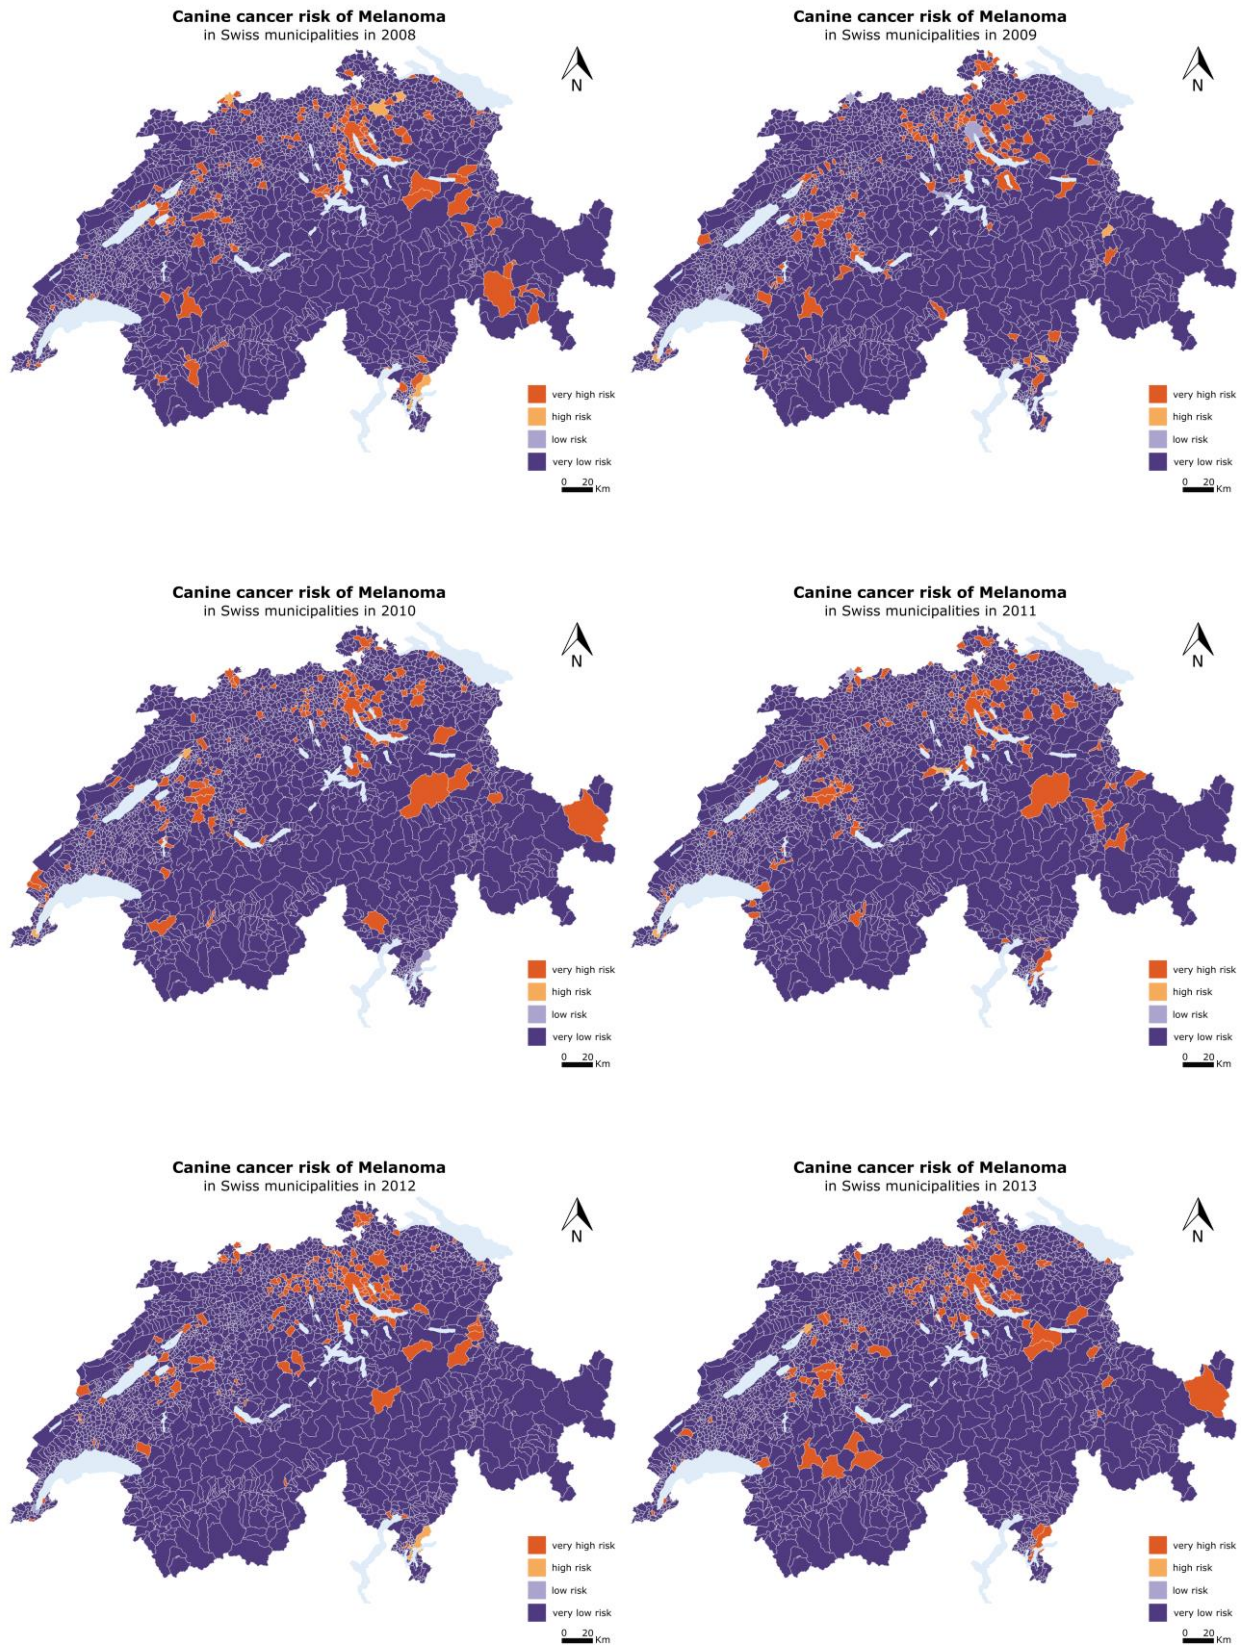 Canine cancer risk of Melanoma
in Swiss municipalities in 2008
N
very high risk
high risk
low risk
very low risk
0 20
Km
Canine cancer risk of Melanoma
in Swiss municipalities in 2009
N
very high risk
high risk
low risk
very low risk
0 20
Km
Canine cancer risk of Melanoma
in Swiss municipalities in 2010
N
very high risk
high risk
low risk
very low risk
0 20
Km
Canine cancer risk of Melanoma
in Swiss municipalities in 2011
N
very high risk
high risk
low risk
very low risk
0 20
Km
Canine cancer risk of Melanoma
in Swiss municipalities in 2012
N
very high risk
high risk
low risk
very low risk
0 20
Km
Canine cancer risk of Melanoma
in Swiss municipalities in 2013
N
very high risk
high risk
low risk
very low risk
0 20
Km